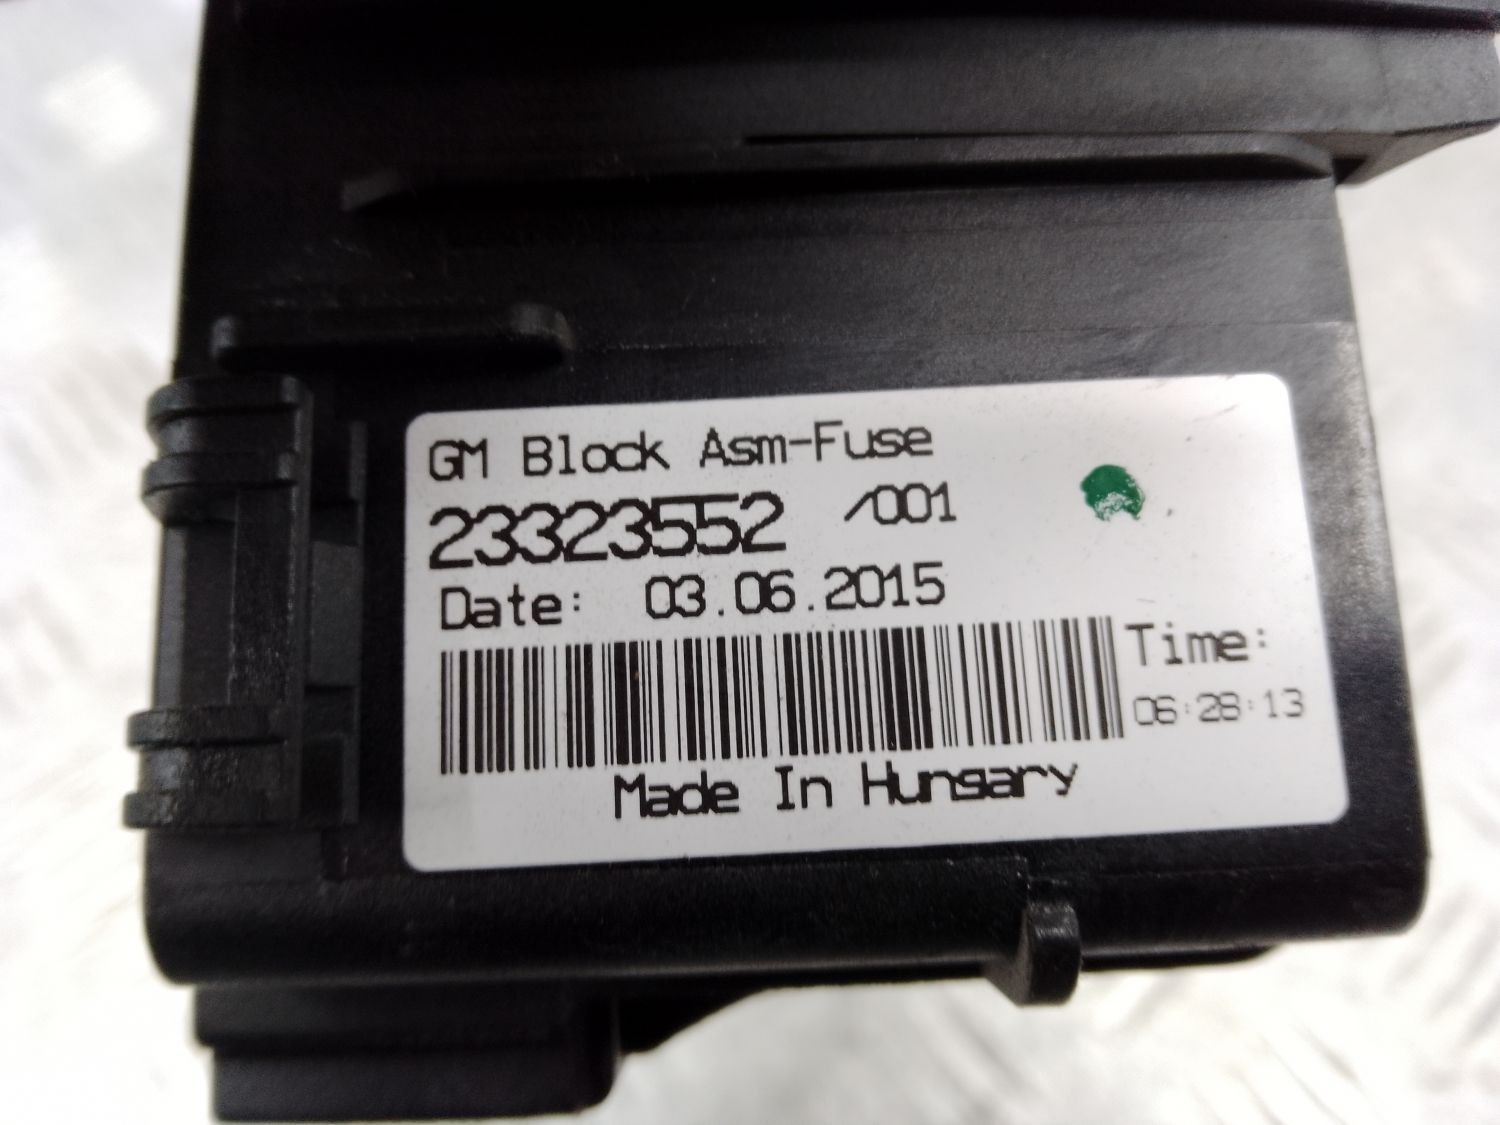 GM Block Asm-Fuse
23323552 /001
Date: 03.06.2015
Time:
06:28:13
Made In Hungary